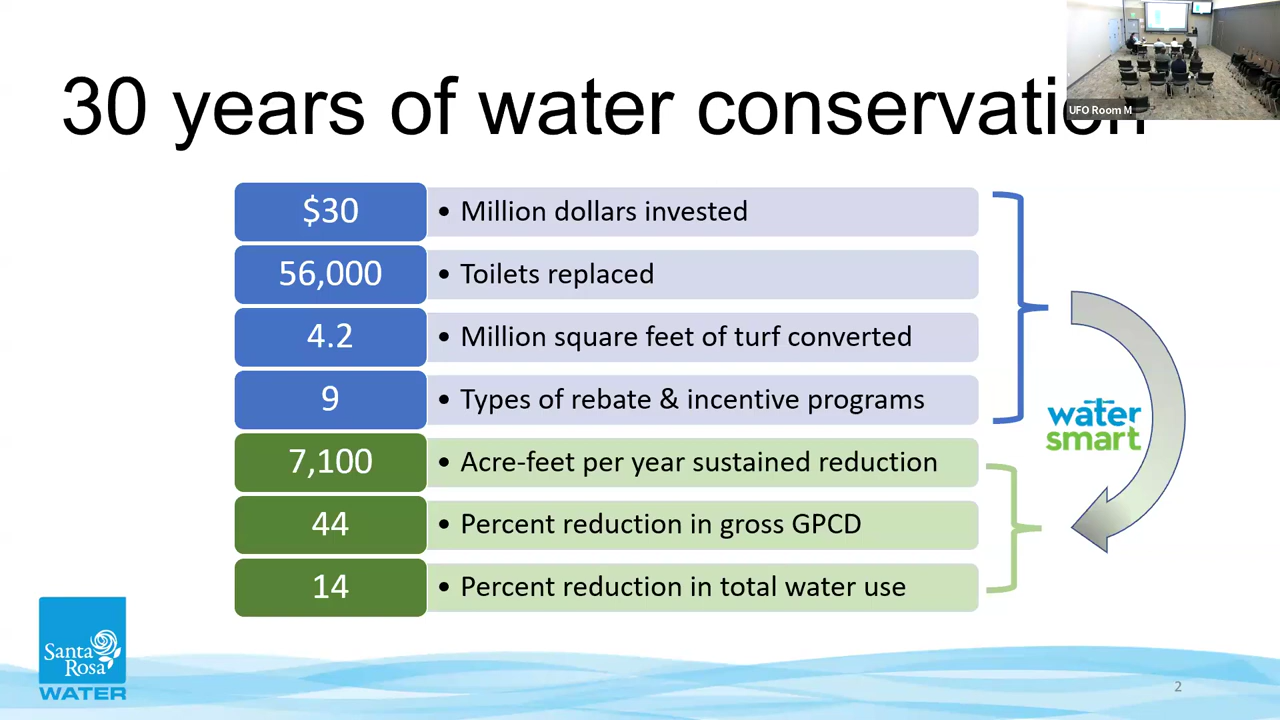 30 years of water conservation
UFO Room M
$30
• Million dollars invested
56,000
• Toilets replaced
4.2
• Million square feet of turf converted
9
• Types of rebate & incentive programs
7,100
• Acre-feet per year sustained reduction
44
• Percent reduction in gross GPCD
14
• Percent reduction in total water use
water
smart
Santa
Rosa
WATER
2